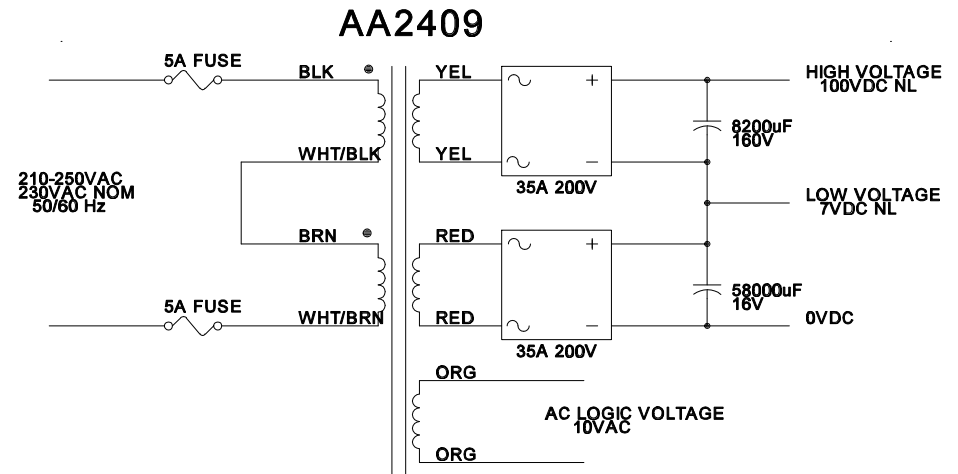 AA2409
5A FUSE
BLK
YEL
+
HIGH VOLTAGE
100VDC NL
8200uF
160V
WHT/BLK
YEL
−
35A 200V
210-250VAC
230VAC NOM
50/60 Hz
LOW VOLTAGE
7VDC NL
BRN
RED
+
58000uF
16V
5A FUSE
WHT/BRN
RED
−
0VDC
35A 200V
ORG
AC LOGIC VOLTAGE
10VAC
ORG